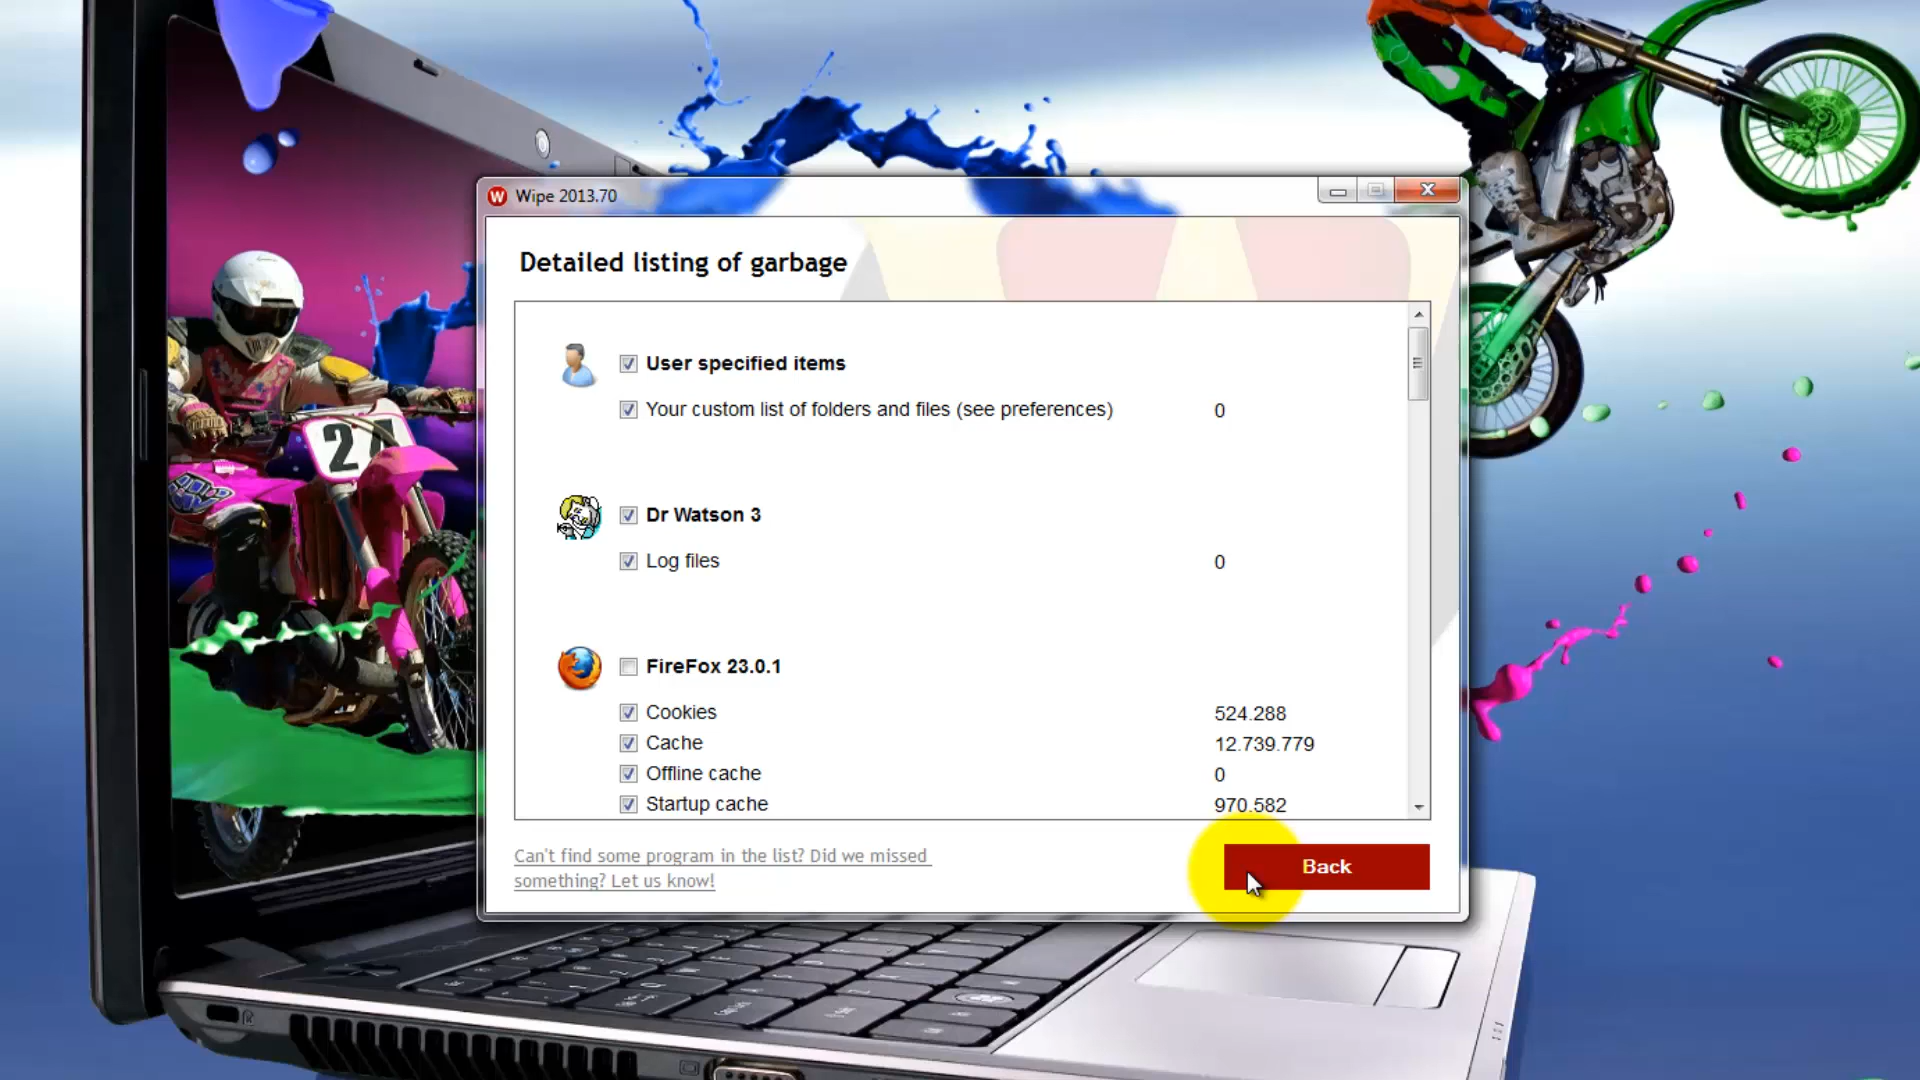 W Wipe 2013.70
Detailed listing of garbage
User specified items
Your custom list of folders and files (see preferences) 0
Dr Watson 3
Log files 0
FireFox 23.0.1
Cookies 524.288
Cache 12.739.779
Offline cache 0
Startup cache 970.582
Can't find some program in the list? Did we missed
something? Let us know!
Back
24